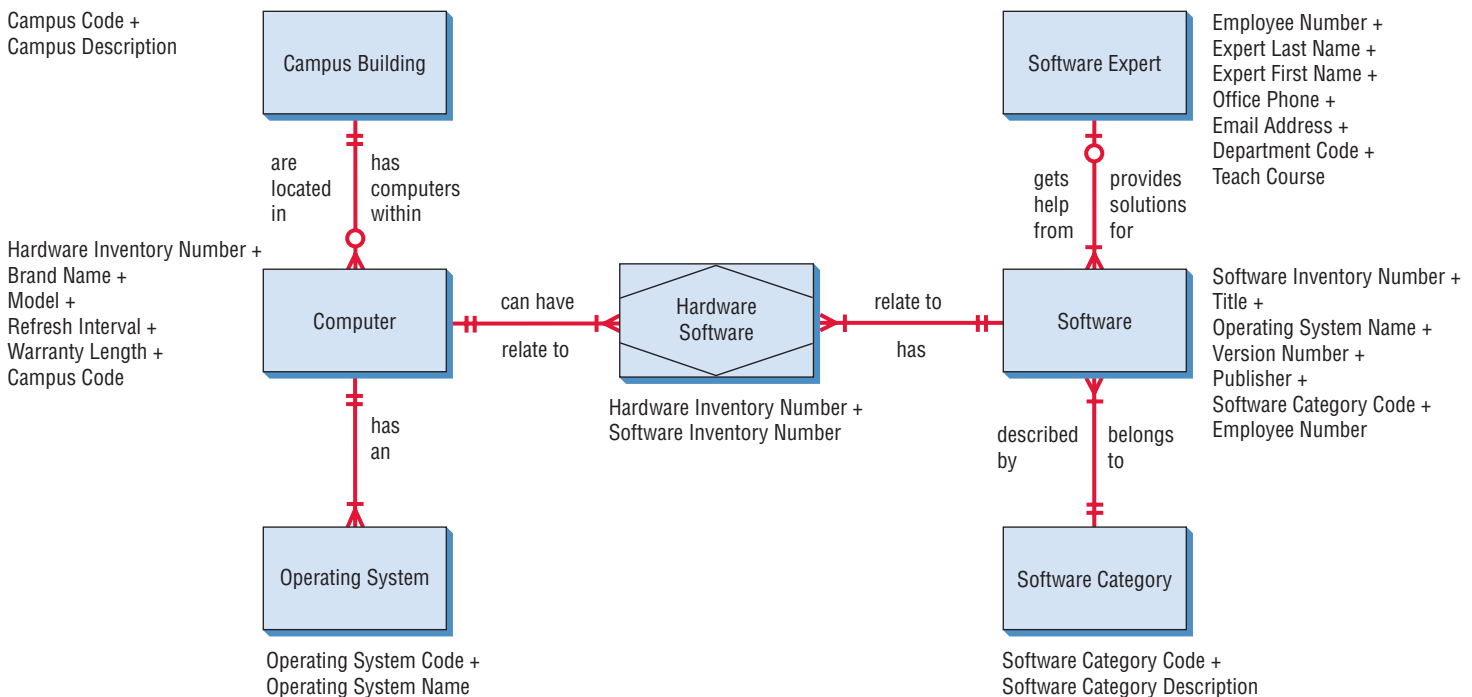 Campus Code +
Campus Description
Campus Building
Software Expert
Employee Number +
Expert Last Name +
Expert First Name +
Office Phone +
Email Address +
Department Code +
Teach Course
are
located
in
has
computers
within
gets
help
from
provides
solutions
for
Hardware Inventory Number +
Brand Name +
Model +
Refresh Interval +
Warranty Length +
Campus Code
Computer
can have
relate to
Hardware
Software
relate to
has
Software
Software Inventory Number +
Title +
Operating System Name +
Version Number +
Publisher +
Software Category Code +
Employee Number
Hardware Inventory Number +
Software Inventory Number
has
an
described
by
belongs
to
Operating System
Software Category
Operating System Code +
Operating System Name
Software Category Code +
Software Category Description